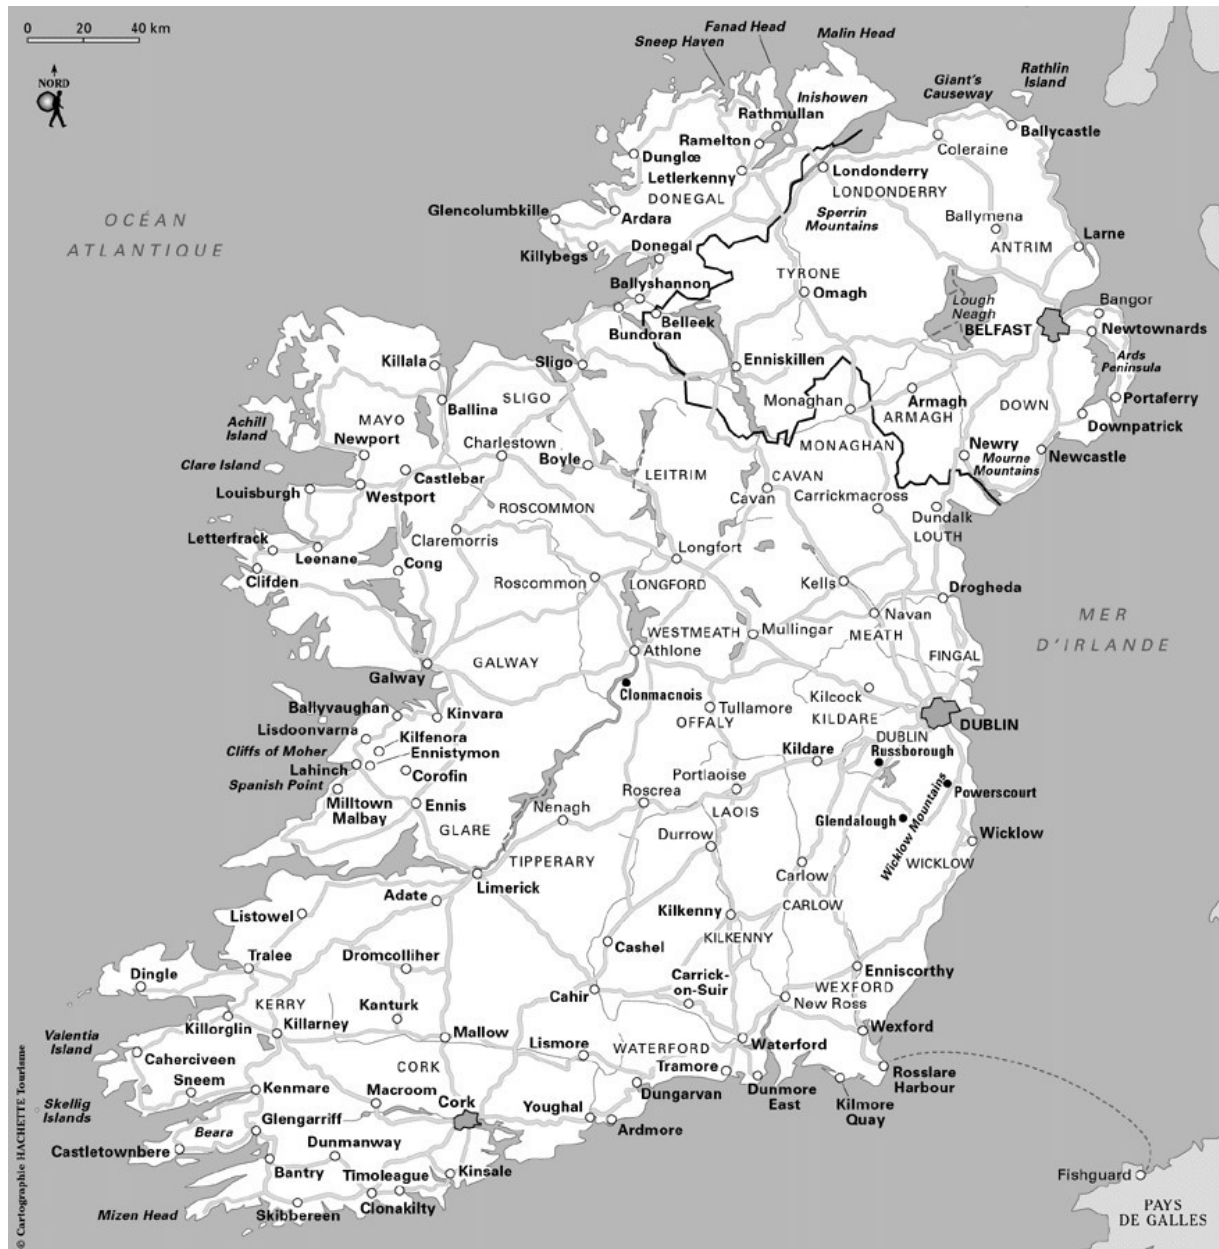 0 20 40 km
NORD
Sneep Haven
Fanad Head
Malin Head
Giant's
Causeway
Rathlin
Island
Inishowen
Rathmullan
Ramelton
Ballycastle
Coleraine
Dunglœ
Letlerkenny
Londonderry
LONDONDERRY
DONEGAL
OCÉAN
ATLANTIQUE
Glencolumbkille
Ardara
Sperrin
Mountains
Ballymena
ANTRIM
Larne
Killybegs
Donegal
TYRONE
Omagh
Ballyshannon
Belleek
Bundoran
Lough
Neagh
BELFAST
Bangor
Newtownards
Ards
Peninsula
Killala
Sligo
Enniskillen
Monaghan
Armagh
ARMAGH
DOWN
Portaferry
Downpatrick
Ballina
SLIGO
MAYO
Achill
Island
Newport
Charlestown
Boyle
MONAGHAN
Newry
Mourne
Mountains
Newcastle
Clare Island
Castlebar
LEITRIM
CAVAN
Cavan
Carrickmacross
Louisburgh
Westport
ROSCOMMON
Dundalk
LOUTH
Letterfrack
Leenane
Claremorris
Longfort
Clifden
Cong
Roscommon
LONGFORD
Kells
Drogheda
MER
D'IRLANDE
Navan
WESTMEATH
Mullingar
MEATH
Athlone
FINGAL
Galway
GALWAY
Clonmacnois
Kilcock
Ballyvaughan
Kinvara
Tullamore
OFFALY
KILDARE
DUBLIN
Lisdoonvarna
Kilfenora
DUBLIN
Cliffs of Moher
Ennistymon
Kildare
Russborough
Lahinch
Corofin
Portlaoise
Spanish Point
Powerscourt
Milltown
Malbay
Ennis
Nenagh
Roscrea
LAOIS
Glendalough
Wicklow Mountains
Wicklow
GLARE
Durrow
WICKLOW
TIPPERARY
Limerick
Carlow
Adate
CARLOW
Listowel
Kilkenny
KILKENNY
Cashel
Tralee
Dromcolliher
Dingle
Carrick-
on-Suir
Enniscorthy
Cahir
WEXFORD
KERRY
Kanturk
New Ross
Killorglin
Killarney
Mallow
Wexford
Valentia
Island
Lismore
WATERFORD
Waterford
Caherciveen
CORK
Tramore
Rosslare
Harbour
Sneem
Kenmare
Macroom
Cork
Youghal
Dungarvan
Dunmore
East
Kilmore
Quay
Skellig
Islands
Glengarriff
Ardmore
Beara
Castletownbere
Dunmanway
Bantry
Timoleague
Kinsale
Fishguard
Clonakilty
Skibbereen
Mizen Head
PAYS
DE GALLES
© Cartographie HACHETTE Tourisme